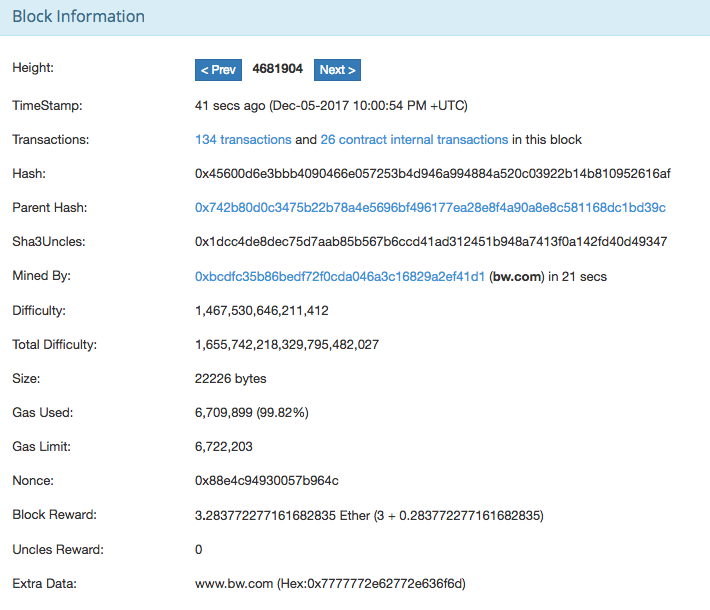 Block Information
Height: < Prev 4681904 Next >
TimeStamp: 41 secs ago (Dec-05-2017 10:00:54 PM +UTC)
Transactions: 134 transactions and 26 contract internal transactions in this block
Hash: 0x45600d6e3bbb4090466e057253b4d946a994884a520c03922b14b810952616af
Parent Hash: 0x742b80d0c3475b22b78a4e5696bf496177ea28e8f4a90a8e8c581168dc1bd39c
Sha3Uncles: 0x1dcc4de8dec75d7aab85b567b6ccd41ad312451b948a7413f0a142fd40d49347
Mined By: 0xbcdfc35b86bedf72f0cda046a3c16829a2ef41d1 (bw.com) in 21 secs
Difficulty: 1,467,530,646,211,412
Total Difficulty: 1,655,742,218,329,795,482,027
Size: 22226 bytes
Gas Used: 6,709,899 (99.82%)
Gas Limit: 6,722,203
Nonce: 0x88e4c94930057b964c
Block Reward: 3.283772277161682835 Ether (3 + 0.283772277161682835)
Uncles Reward: 0
Extra Data: www.bw.com (Hex:0x7777772e62772e636f6d)